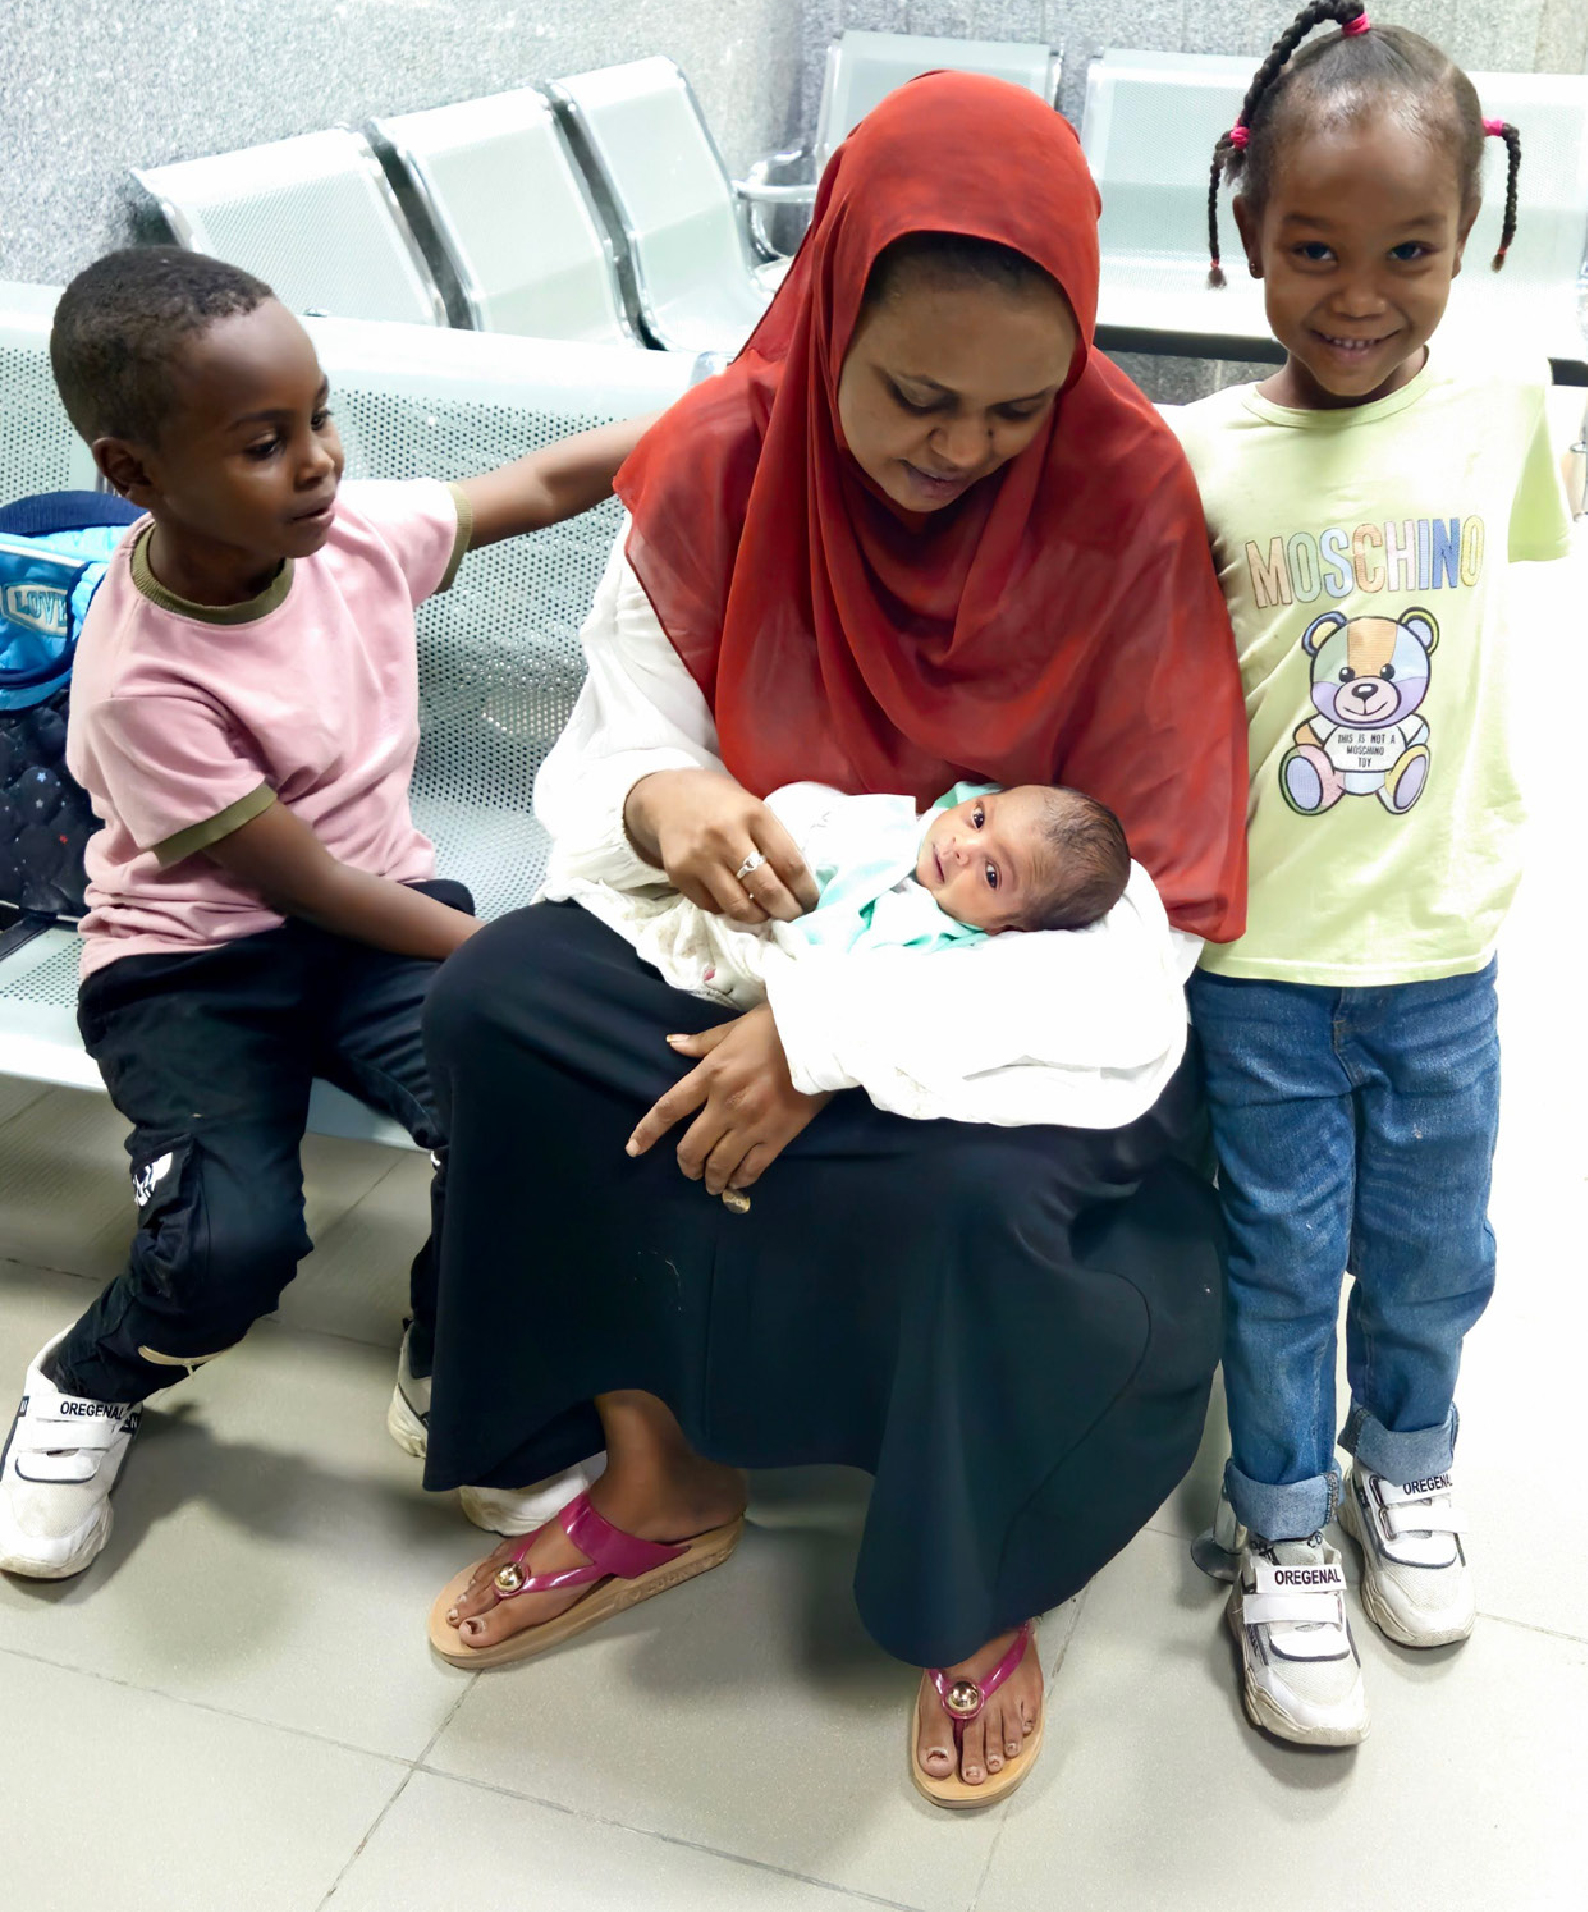 LOVE
MOSCHINO
THIS IS NOT A
MOSCHINO
TOY
OREGENAL
OREGENAL
OREGENAL